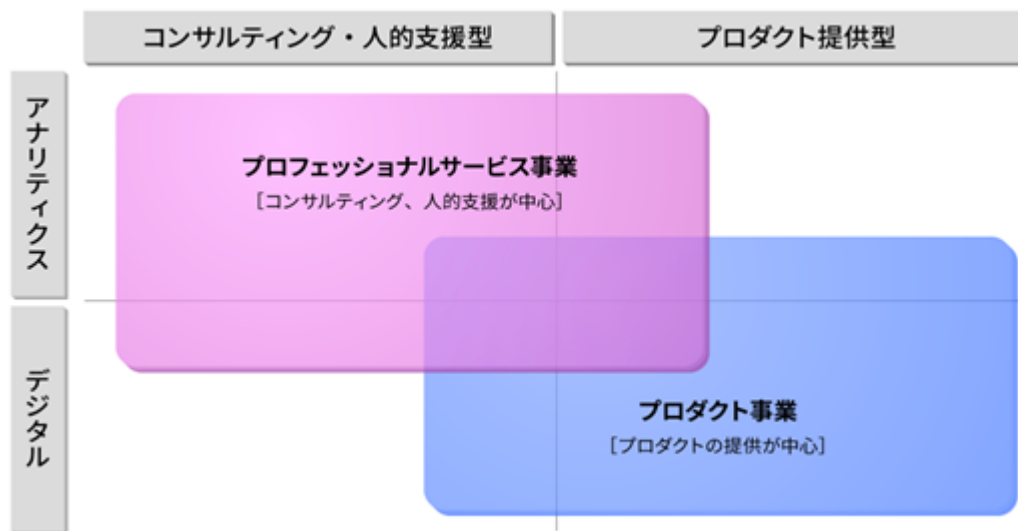 コンサルティング・人的支援型
プロダクト提供型
アナリティクス
プロフェッショナルサービス事業
［コンサルティング、人的支援が中心］
デジタル
プロダクト事業
［プロダクトの提供が中心］